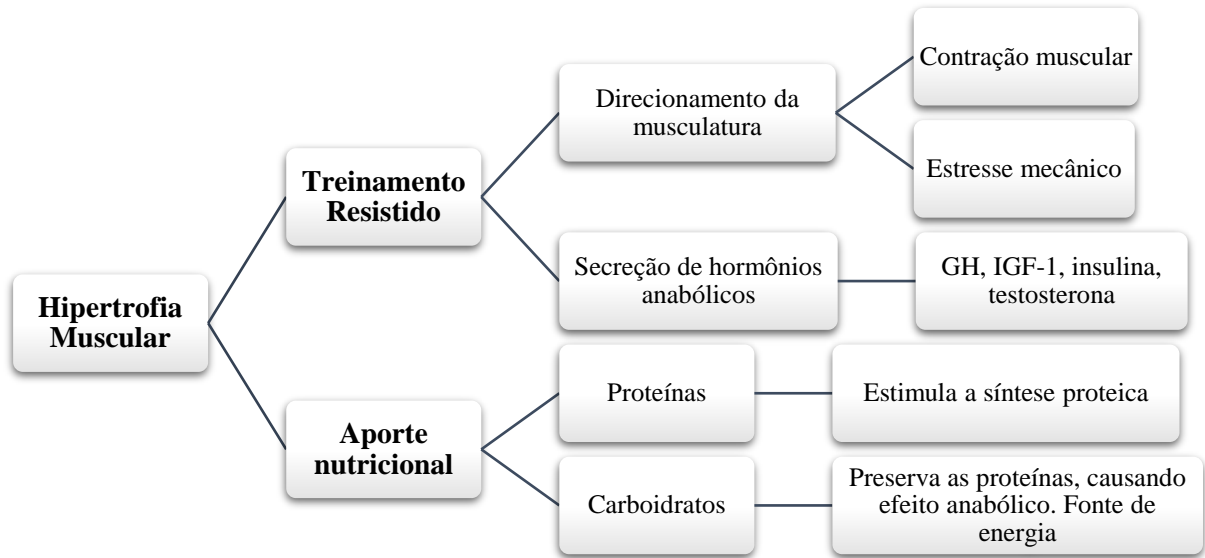 Hipertrofia
Muscular
Treinamento
Resistido
Direcionamento da
musculatura
Contração muscular
Estresse mecânico
Secreção de hormônios
anabólicos
GH, IGF-1, insulina,
testosterona
Aporte
nutricional
Proteínas
Estimula a síntese proteica
Carboidratos
Preserva as proteínas, causando
efeito anabólico. Fonte de
energia